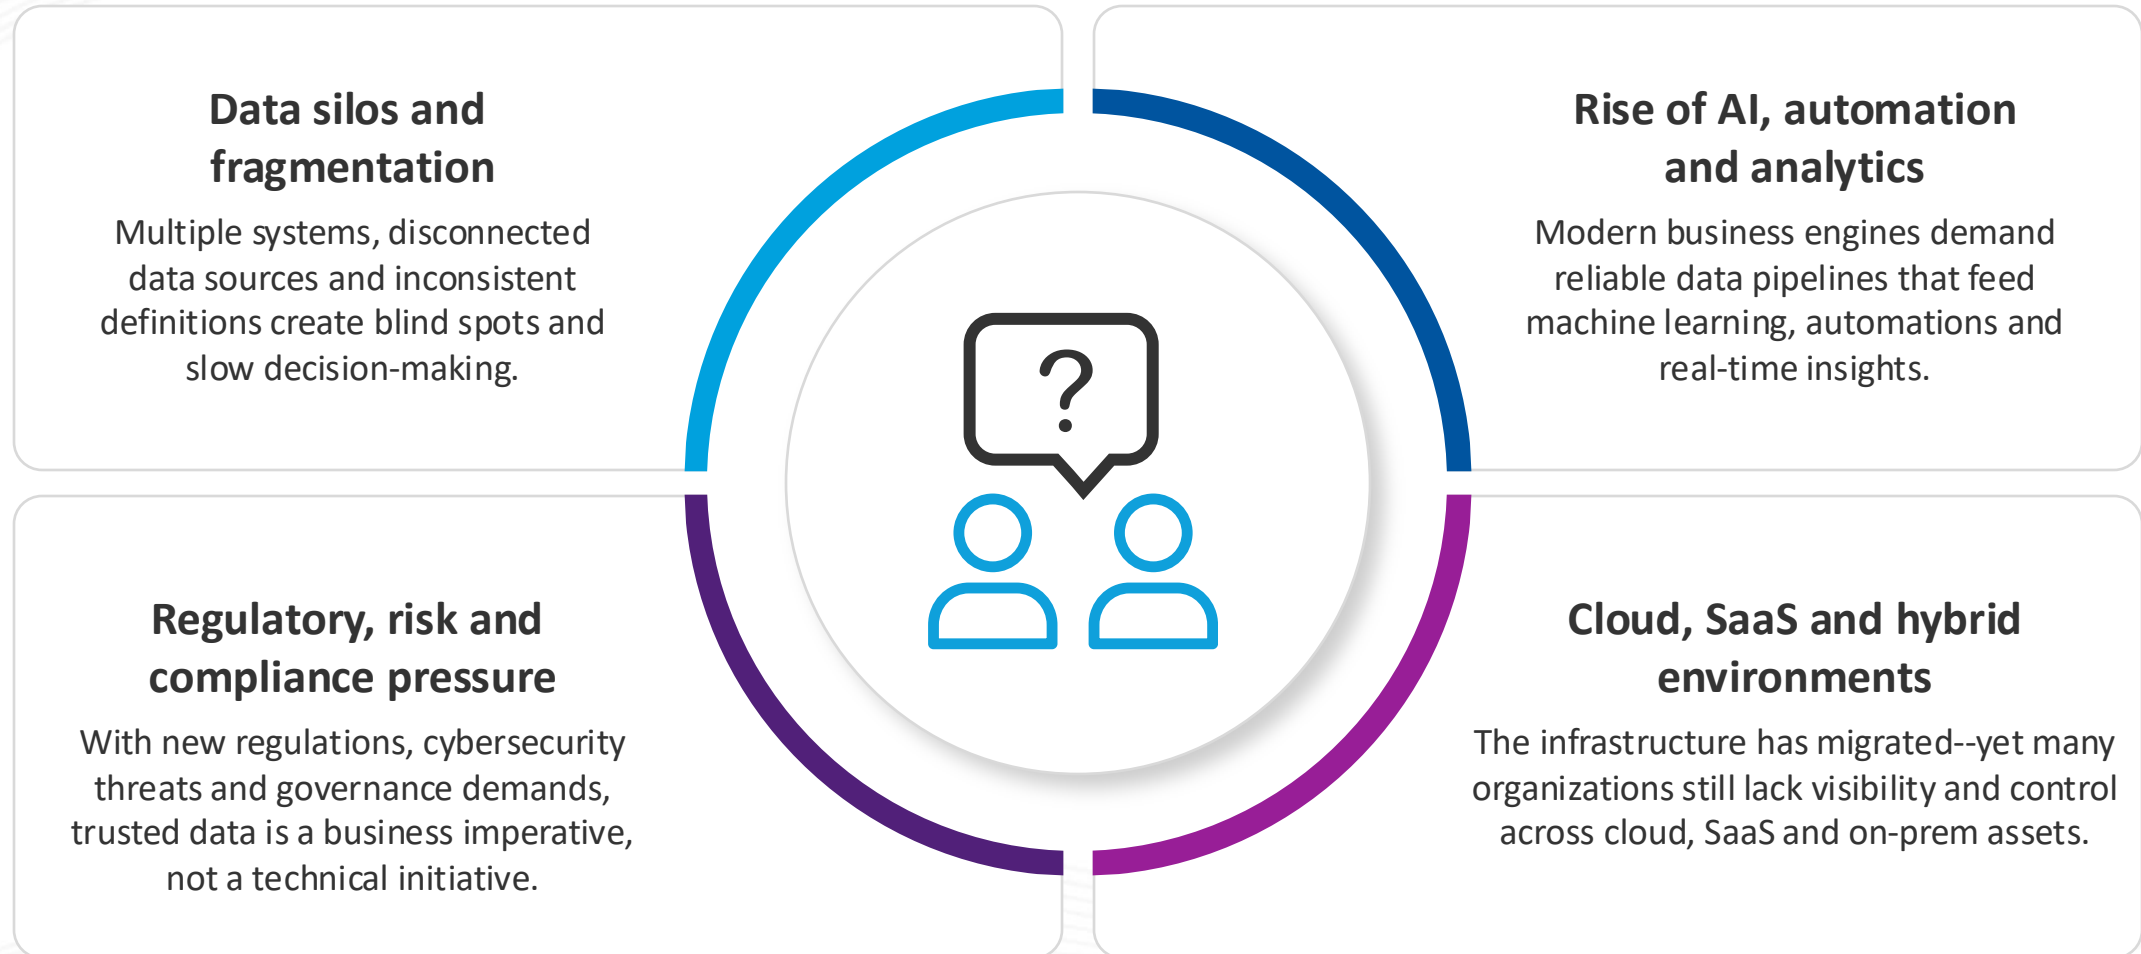 Data silos and
fragmentation
Multiple systems, disconnected
data sources and inconsistent
definitions create blind spots and
slow decision-making.
Rise of AI, automation
and analytics
Modern business engines demand
reliable data pipelines that feed
machine learning, automations and
real-time insights.
?
Regulatory, risk and
compliance pressure
With new regulations, cybersecurity
threats and governance demands,
trusted data is a business imperative,
not a technical initiative.
Cloud, SaaS and hybrid
environments
The infrastructure has migrated--yet many
organizations still lack visibility and control
across cloud, SaaS and on-prem assets.